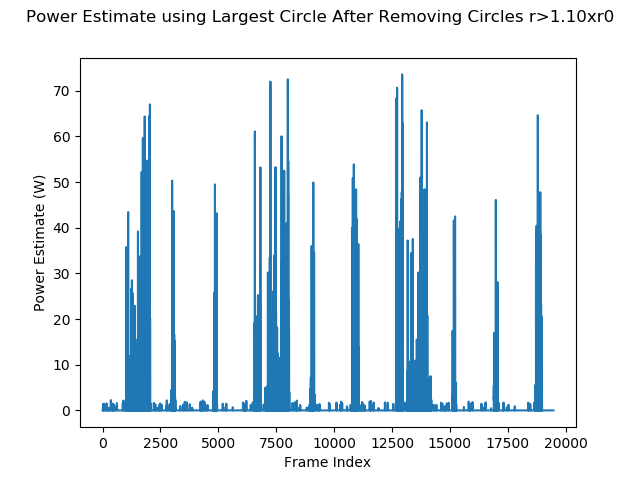 Power Estimate using Largest Circle After Removing Circles r>1.10xr0
70
60
50
40
30
20
10
0
Power Estimate (W)
0 2500 5000 7500 10000 12500 15000 17500 20000
Frame Index